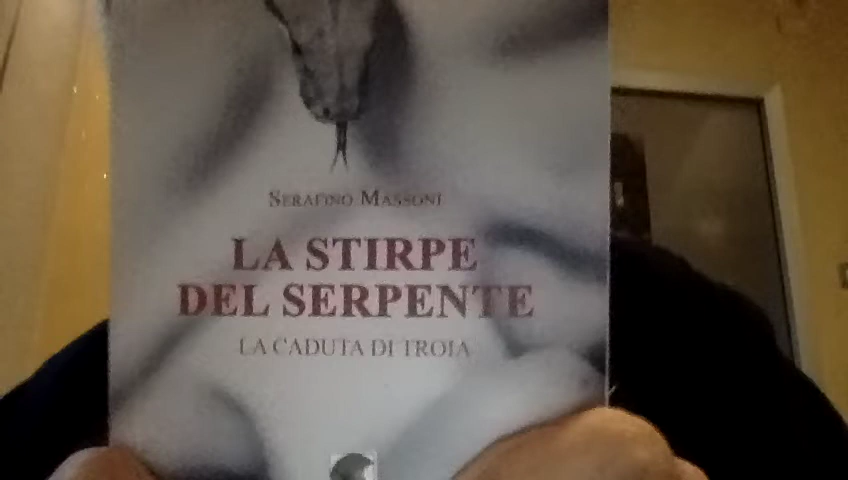 SERAFINO MASSONI
LA STIRPE
DEL SERPENTE
LA CADUTA DI TROIA